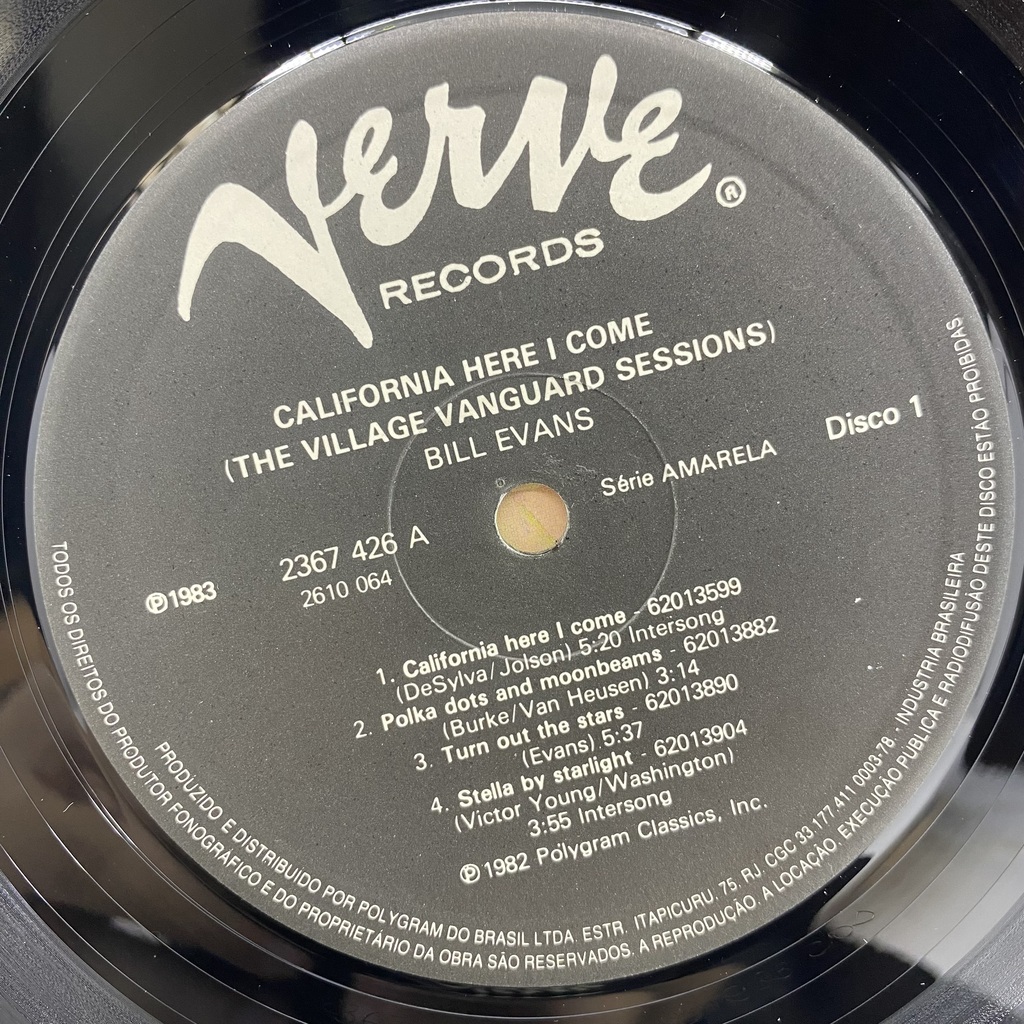 Verve ®
RECORDS
CALIFORNIA HERE I COME
(THE VILLAGE VANGUARD SESSIONS)
BILL EVANS
Série AMARELA
Disco 1
2367 426 A
℗1983
2610 064
1. California here I come - 62013599
(DeSylva/Jolson) 5:20 Intersong
2. Polka dots and moonbeams - 62013882
(Burke/Van Heusen) 3:14
3. Turn out the stars - 62013890
(Evans) 5:37
4. Stella by starlight - 62013904
(Victor Young/Washington)
3:55 Intersong
℗1982 Polygram Classics, Inc.
PRODUZIDO E DISTRIBUIDO POR POLYGRAM DO BRASIL LTDA. ESTR. ITAPICURU, 75. RJ. CGC 33.177.411 0003-78. - INDUSTRIA BRASILEIRA
TODOS OS DIREITOS DO PRODUTOR FONOGRÁFICO E DO PROPRIETÁRIO DA OBRA SÃO RESERVADOS. A REPRODUÇÃO. A LOCAÇÃO. EXECUÇÃO PÚBLICA E RADIODIFUSÃO DESTE DISCO ESTÃO PROIBIDAS.